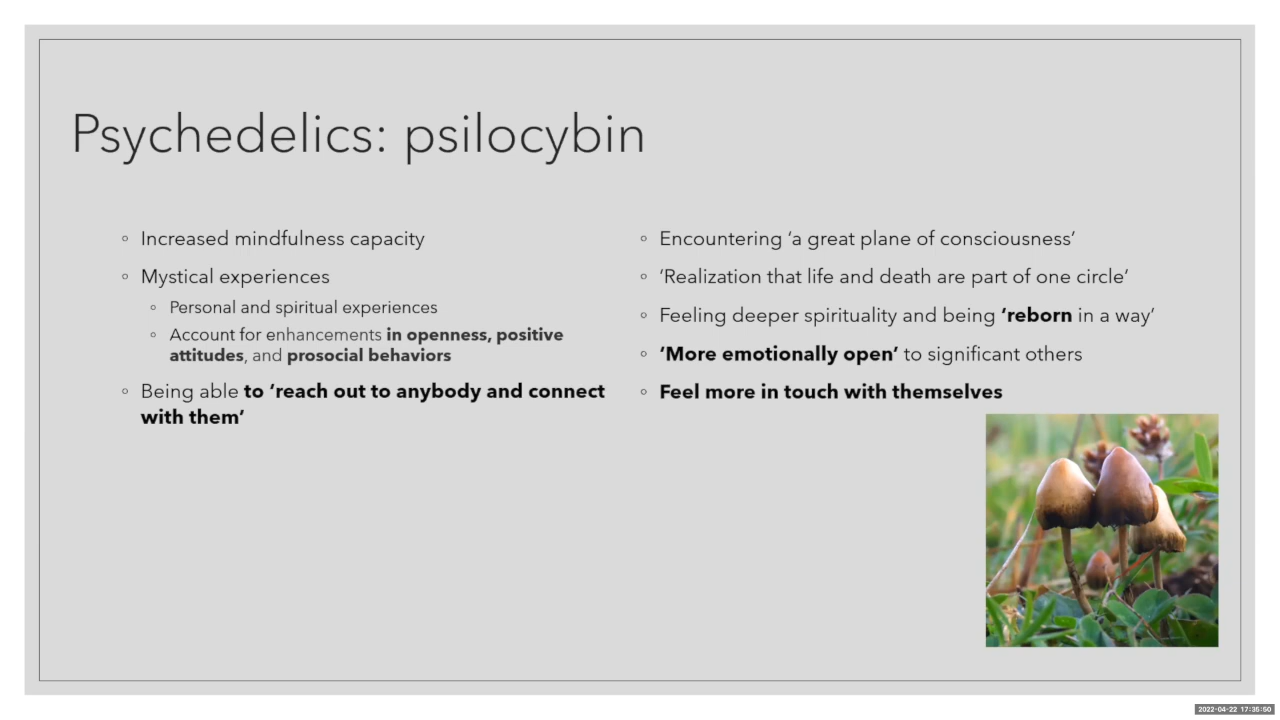 Psychedelics: psilocybin
Increased mindfulness capacity
Mystical experiences
Personal and spiritual experiences
Account for enhancements in openness, positive
attitudes, and prosocial behaviors
Being able to ‘reach out to anybody and connect
with them’
Encountering ‘a great plane of consciousness’
‘Realization that life and death are part of one circle’
Feeling deeper spirituality and being ‘reborn in a way’
‘More emotionally open’ to significant others
Feel more in touch with themselves
2022-04-22 17:35:50